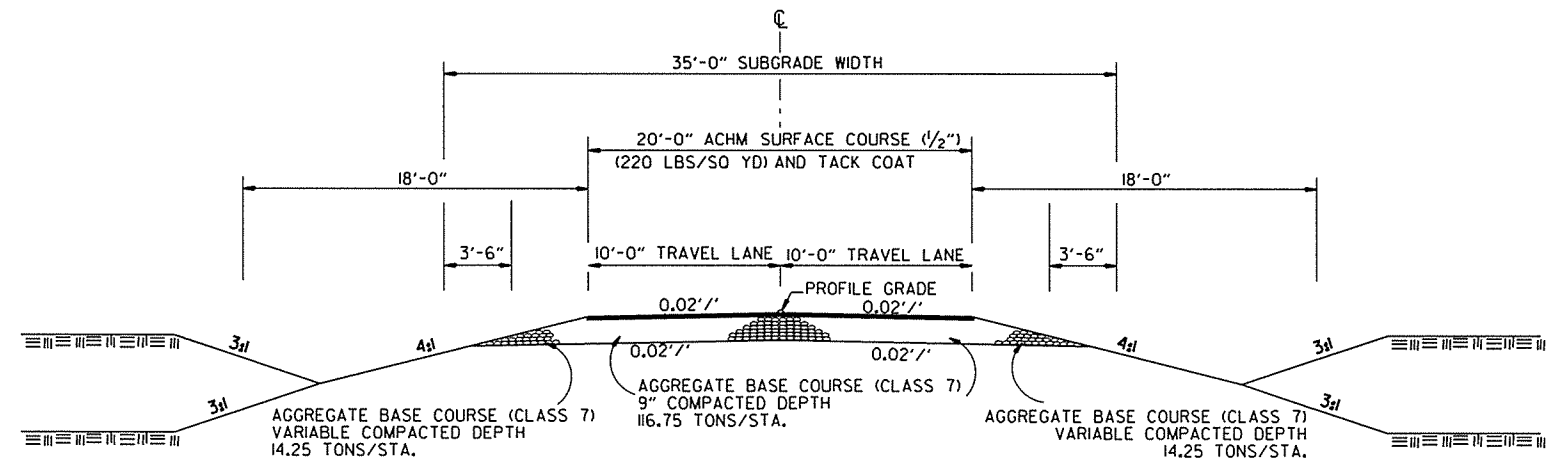 ℄
35'-0" SUBGRADE WIDTH
20'-0" ACHM SURFACE COURSE (1/2")
(220 LBS/SQ YD) AND TACK COAT
18'-0"
18'-0"
3'-6"
10'-0" TRAVEL LANE
10'-0" TRAVEL LANE
3'-6"
PROFILE GRADE
0.02'/'
0.02'/'
3:1
4:1
0.02'/'
0.02'/'
4:1
3:1
3:1
3:1
AGGREGATE BASE COURSE (CLASS 7)
VARIABLE COMPACTED DEPTH
14.25 TONS/STA.
AGGREGATE BASE COURSE (CLASS 7)
9" COMPACTED DEPTH
116.75 TONS/STA.
AGGREGATE BASE COURSE (CLASS 7)
VARIABLE COMPACTED DEPTH
14.25 TONS/STA.